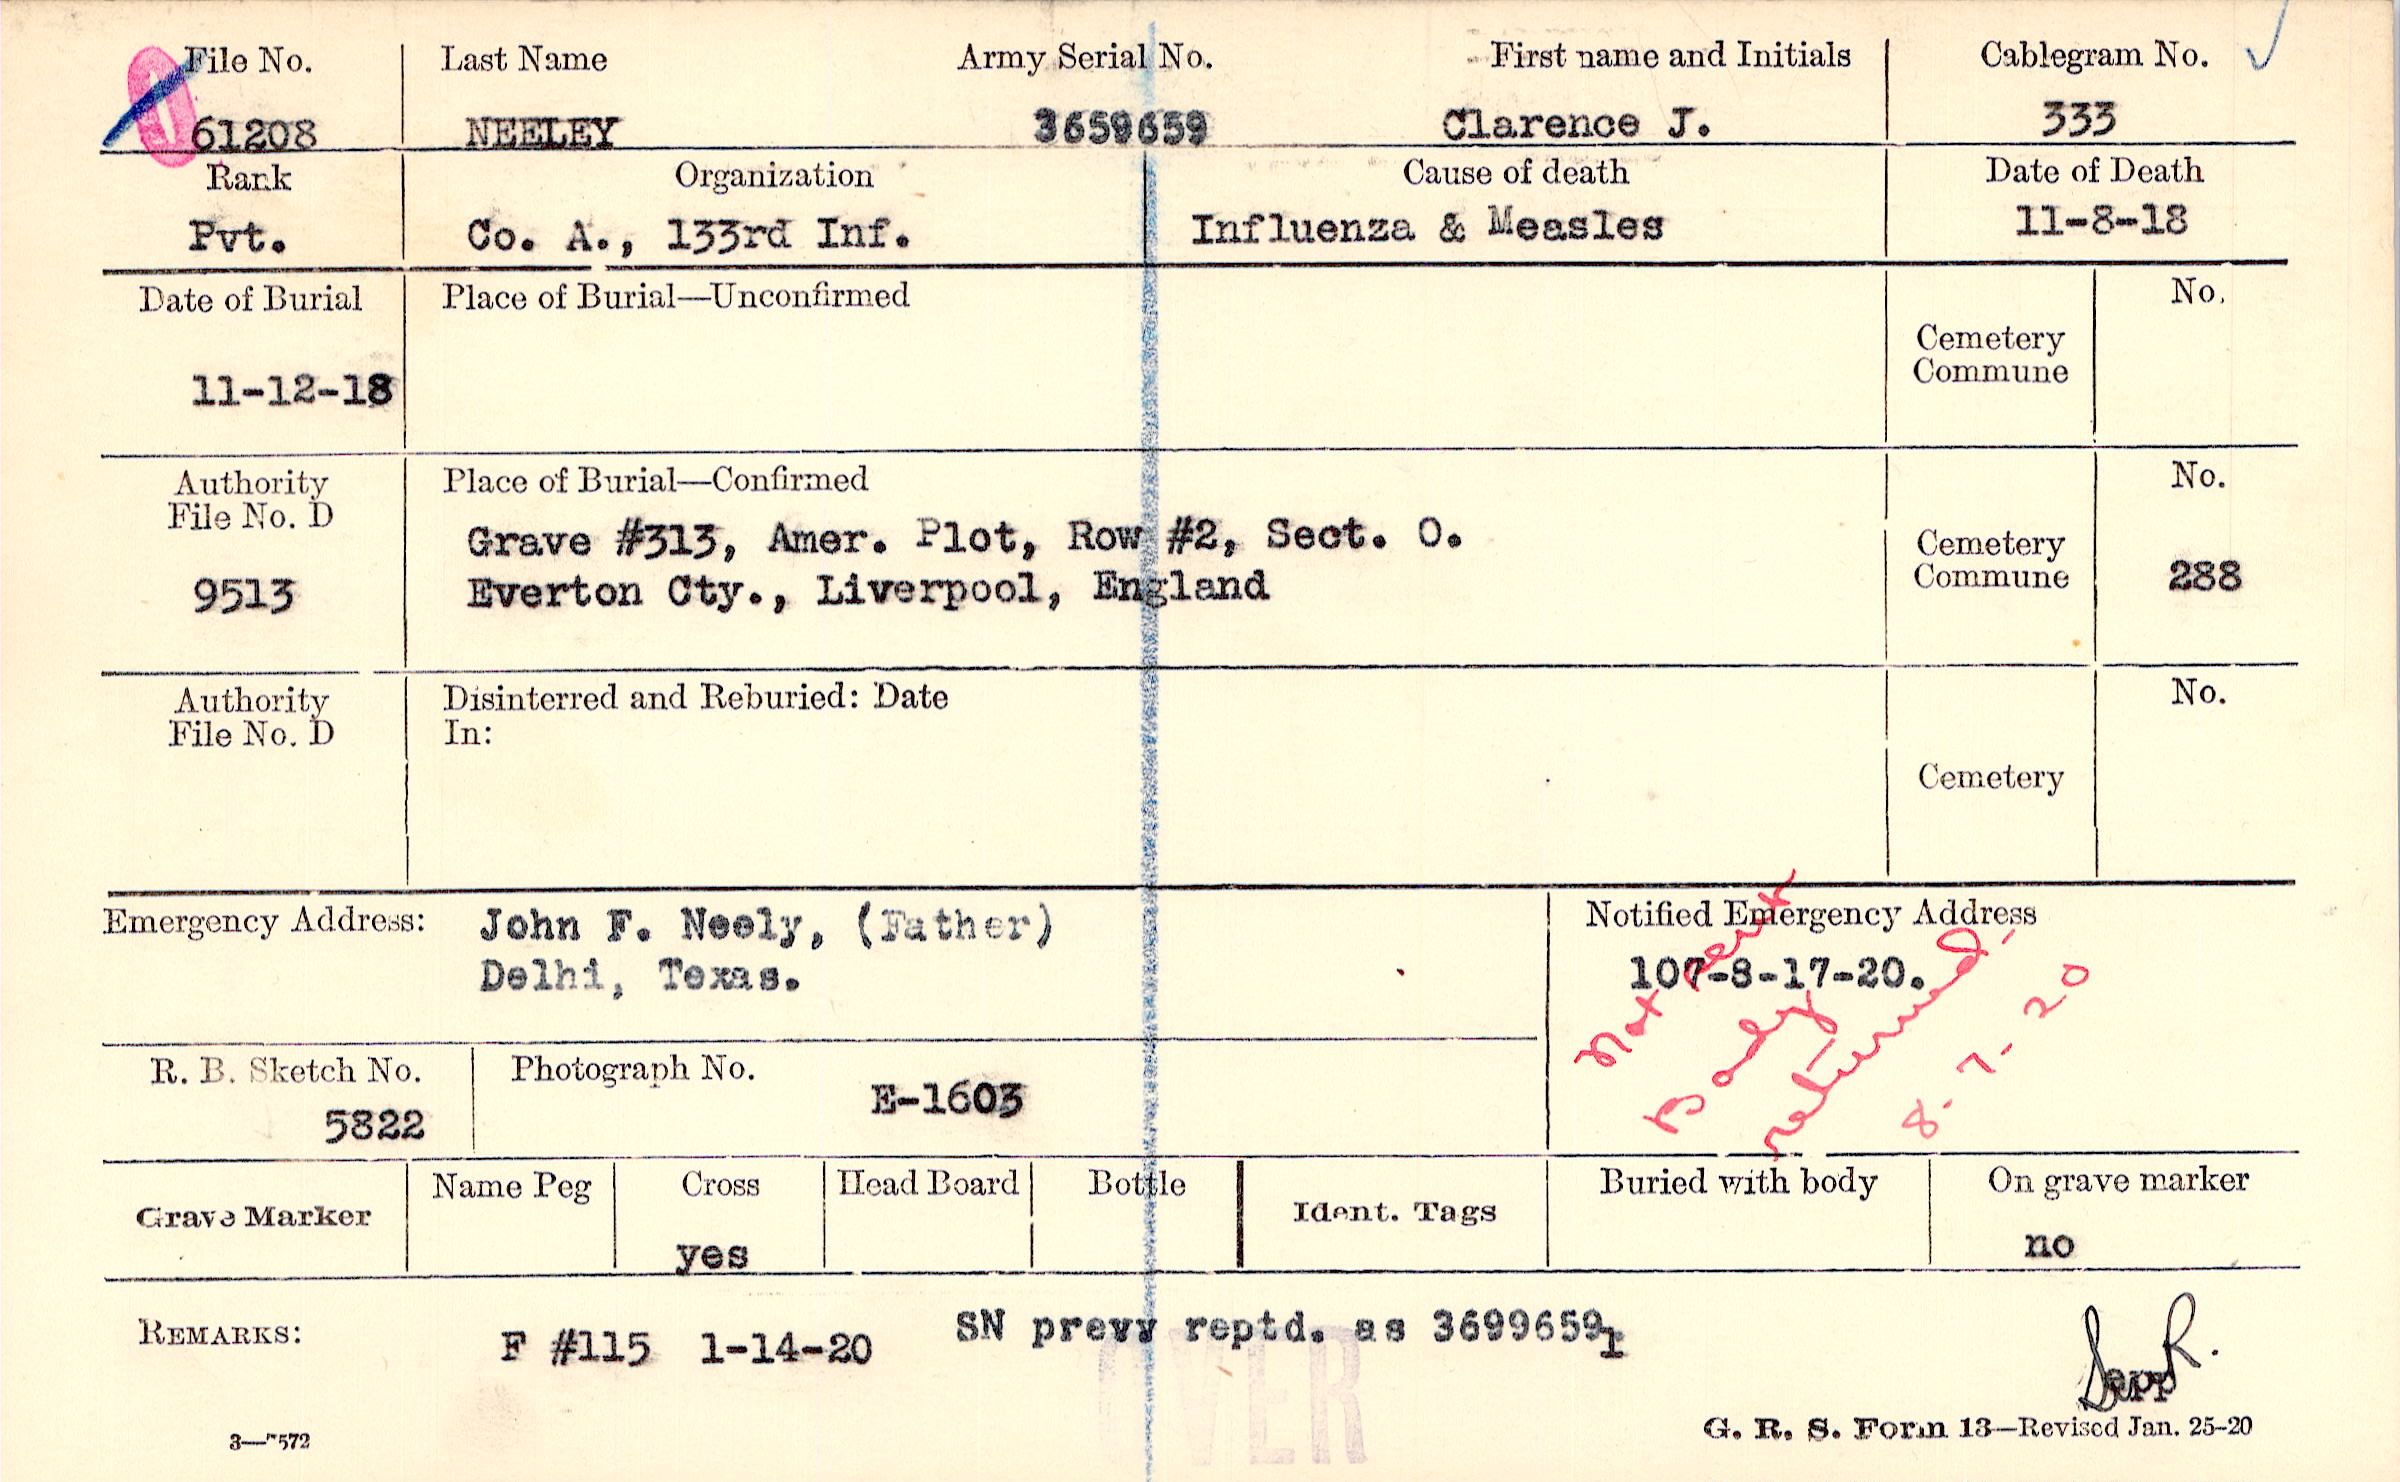 File No. Last Name Army Serial No. First name and Initials Cablegram No.
61208 NEELEY 3659659 Clarence J. 333
Rank Organization Cause of death Date of Death
Pvt. Co. A., 133rd Inf. Influenza & Measles 11-8-18
Date of Burial Place of Burial—Unconfirmed No.
Cemetery
Commune
11-12-18
Authority Place of Burial—Confirmed No.
File No. D
Grave #313, Amer. Plot, Row #2, Sect. O.
Cemetery
Commune 288
9513 Everton Cty., Liverpool, England
Authority Disinterred and Reburied: Date No.
File No. D In:
Cemetery
Emergency Address: John F. Neely, (Father)
Delhi, Texas.
Notified Emergency Address
107-8-17-20.
Not sent
Body
returned.
8-7-20
R. B. Sketch No. Photograph No.
5822 E-1603
Grave Marker Name Peg Cross Head Board Bottle Ident. Tags Buried with body On grave marker
yes no
REMARKS: F #115 1-14-20 SN prevy reptd. as 36996591
OVER
G. R. S. Form 13—Revised Jan. 25-20